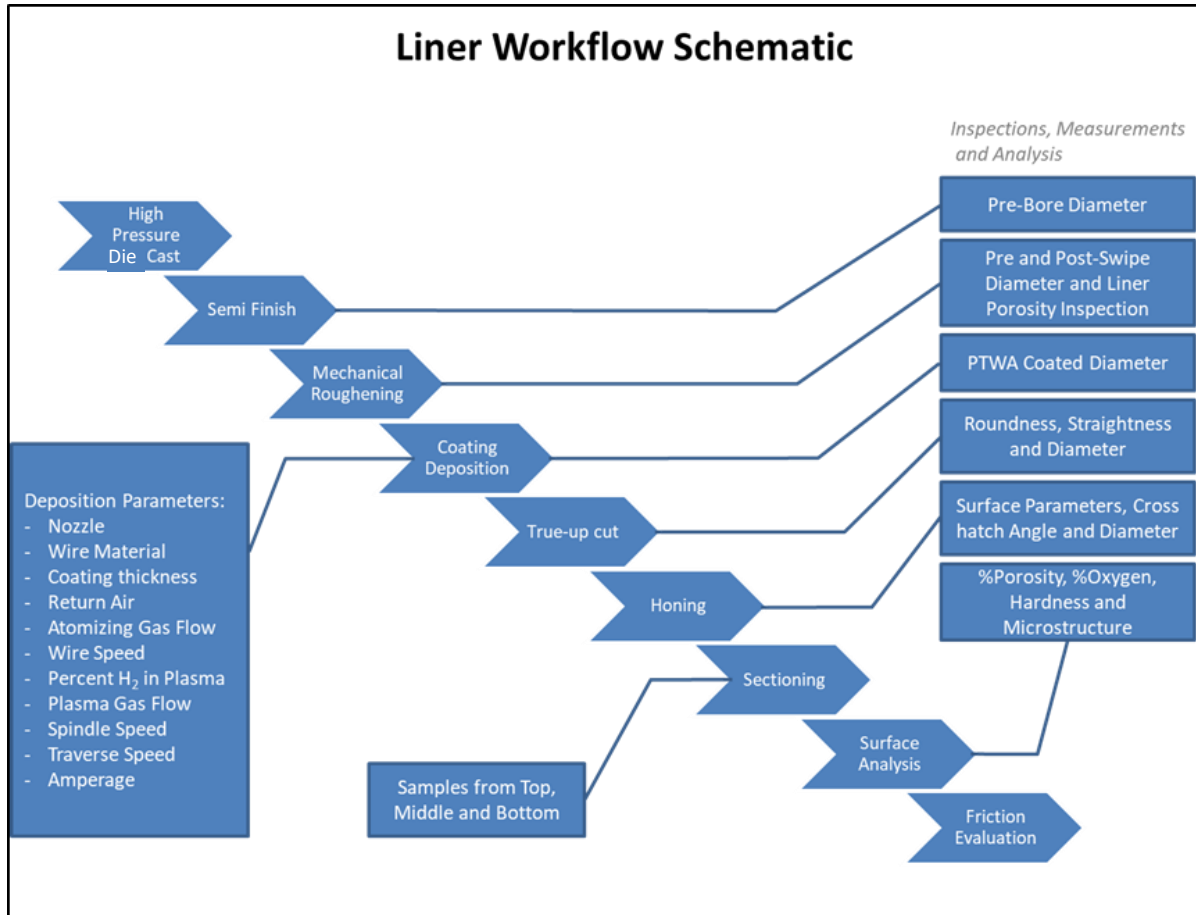 Liner Workflow Schematic
Inspections, Measurements
and Analysis
High
Pressure
Die Cast
Semi Finish
Mechanical
Roughening
Coating
Deposition
True-up cut
Honing
Sectioning
Surface
Analysis
Friction
Evaluation
Pre-Bore Diameter
Pre and Post-Swipe
Diameter and Liner
Porosity Inspection
PTWA Coated Diameter
Roundness, Straightness
and Diameter
Surface Parameters, Cross
hatch Angle and Diameter
%Porosity, %Oxygen,
Hardness and
Microstructure
Deposition Parameters:
- Nozzle
- Wire Material
- Coating thickness
- Return Air
- Atomizing Gas Flow
- Wire Speed
- Percent H₂ in Plasma
- Plasma Gas Flow
- Spindle Speed
- Traverse Speed
- Amperage
Samples from Top,
Middle and Bottom